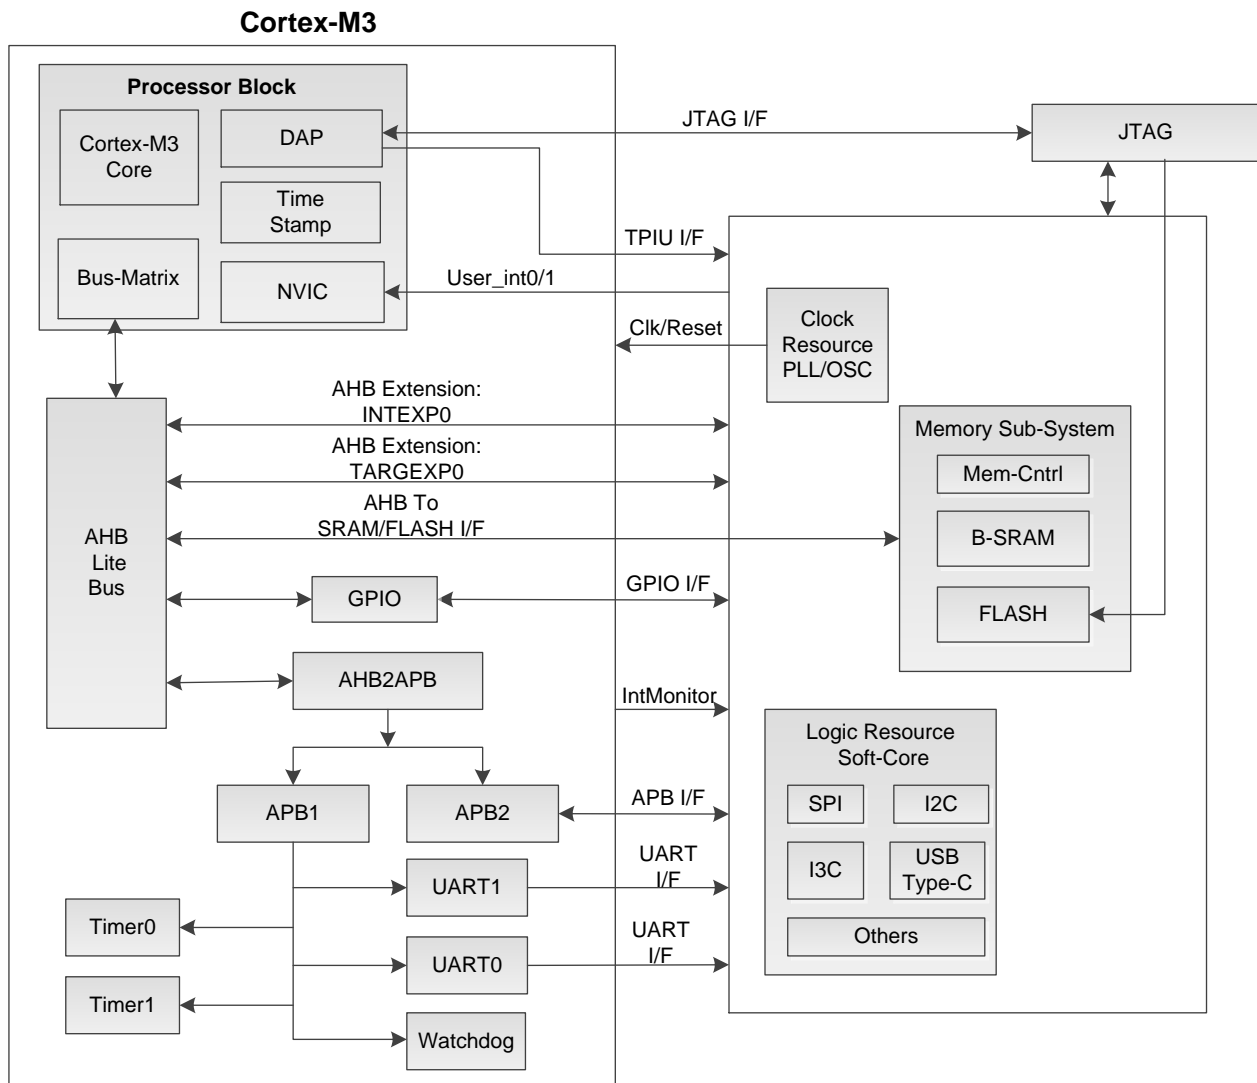 Cortex-M3
Processor Block
Cortex-M3
Core
DAP
Time
Stamp
Bus-Matrix
NVIC
JTAG I/F
JTAG
TPIU I/F
User_int0/1
Clk/Reset
Clock
Resource
PLL/OSC
AHB Extension:
INTEXP0
AHB Extension:
TARGEXP0
AHB To
SRAM/FLASH I/F
AHB
Lite
Bus
Memory Sub-System
Mem-Cntrl
B-SRAM
FLASH
GPIO
GPIO I/F
AHB2APB
IntMonitor
Logic Resource
Soft-Core
SPI
I2C
I3C
USB
Type-C
Others
APB1
APB2
APB I/F
UART1
UART
I/F
Timer0
UART0
UART
I/F
Timer1
Watchdog